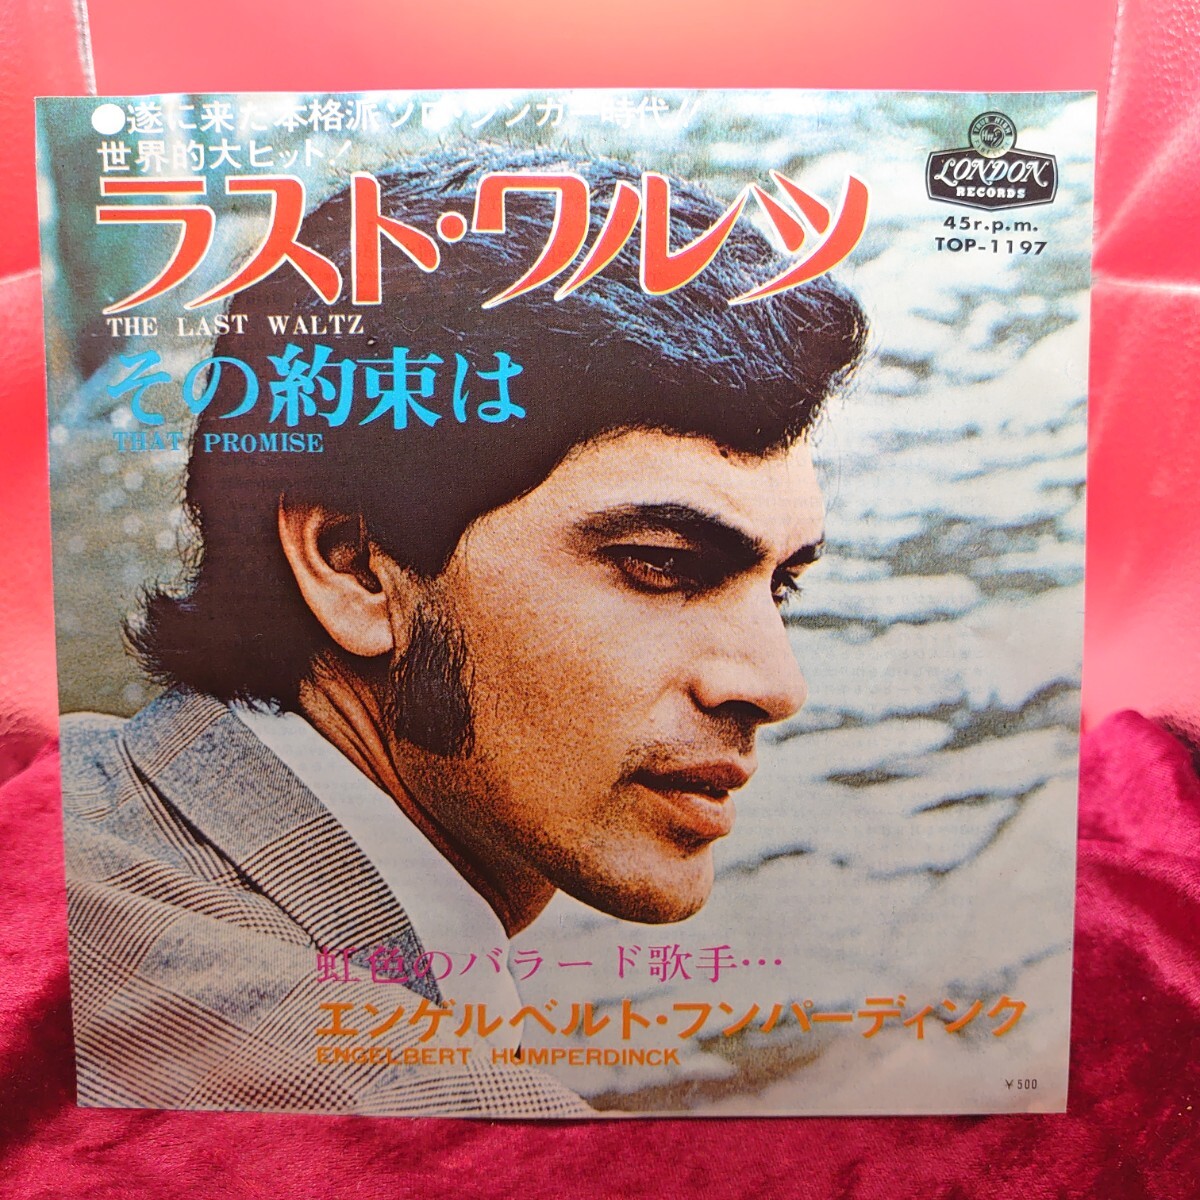 ●遂に来た本格派ソロ・シンガー時代!!
世界的大ヒット!
ラスト・ワルツ
THE LAST WALTZ
その約束は
THAT PROMISE
LONDON
RECORDS
45r.p.m.
TOP-1197
虹色のバラード歌手…
エンゲルベルト・フンパーディンク
ENGELBERT HUMPERDINCK
￥500